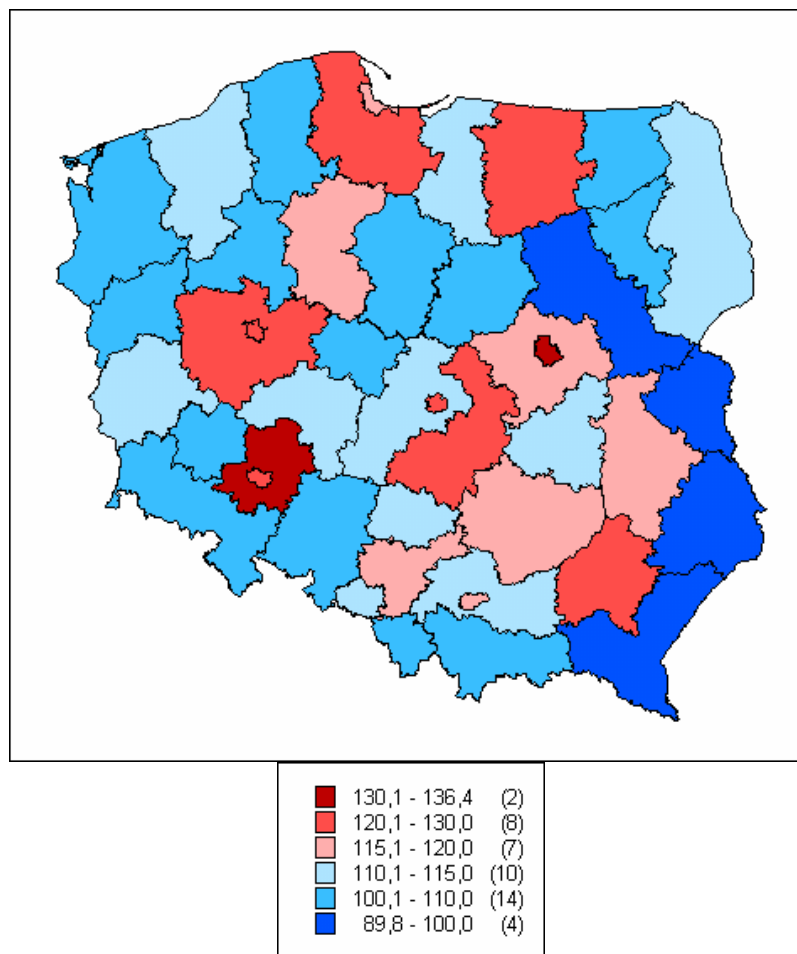 130,1 - 136,4 (2)
120,1 - 130,0 (8)
115,1 - 120,0 (7)
110,1 - 115,0 (10)
100,1 - 110,0 (14)
89,8 - 100,0 (4)